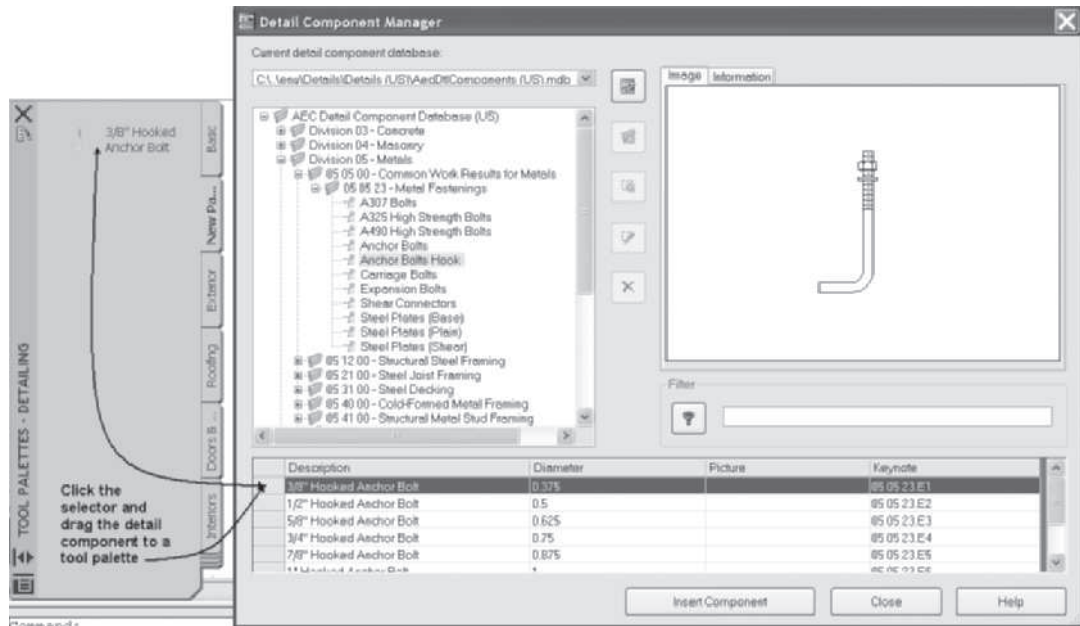 Detail Component Manager
Current detail component database:
Image
Information
AEC Detail Component Database (US)
Division 03 - Concrete
Division 04 - Masonry
Division 05 - Metals
05 05 00 - Common Work Results for Metals
05 05 23 - Metal Fastenings
A307 Bolts
A325 High Strength Bolts
A490 High Strength Bolts
Anchor Bolts
Anchor Bolts Hook
Carriage Bolts
Expansion Bolts
Shear Connectors
Steel Plates (Base)
Steel Plates (Plain)
Steel Plates (Shear)
05 12 00 - Structural Steel Framing
05 21 00 - Steel Joist Framing
05 31 00 - Steel Decking
05 40 00 - Cold-Formed Metal Framing
05 41 00 - Structural Metal Stud Framing
Filter
Description Diameter Picture Keynote
3/8" Hooked Anchor Bolt 0.375 05 05 23.E1
1/2" Hooked Anchor Bolt 0.5 05 05 23.E2
5/8" Hooked Anchor Bolt 0.625 05 05 23.E3
3/4" Hooked Anchor Bolt 0.75 05 05 23.E4
7/8" Hooked Anchor Bolt 0.875 05 05 23.E5
Insert Component
Close
Help
3/8" Hooked
Anchor Bolt
Basic
New Pa...
Exterior
Roofing
Doors & ...
Interiors
TOOL PALETTES - DETAILING
Click the
selector and
drag the detail
component to a
tool palette